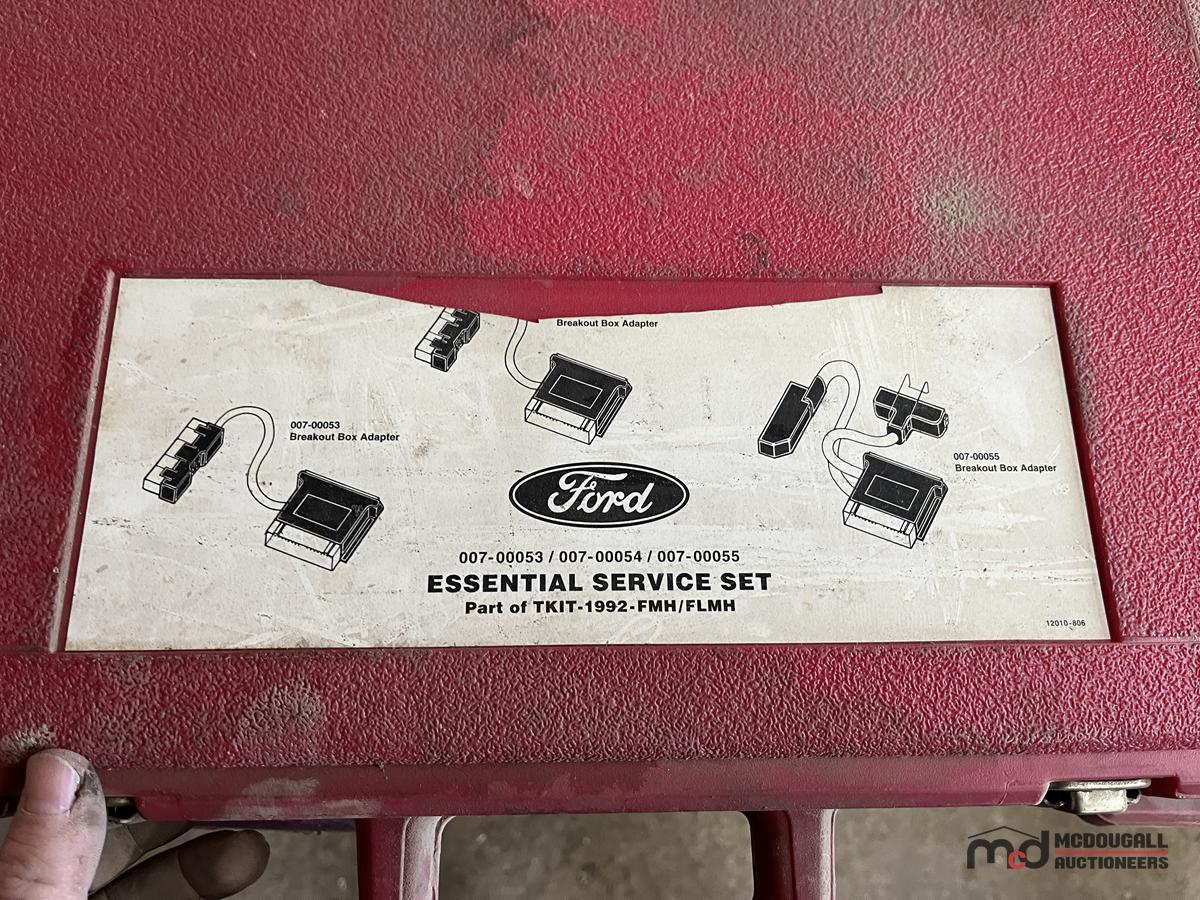 Breakout Box Adapter
007-00053
Breakout Box Adapter
007-00055
Breakout Box Adapter
Ford
007-00053 / 007-00054 / 007-00055
ESSENTIAL SERVICE SET
Part of TKIT-1992-FMH/FLMH
12010-806
mcd MCDOUGALL
AUCTIONEERS